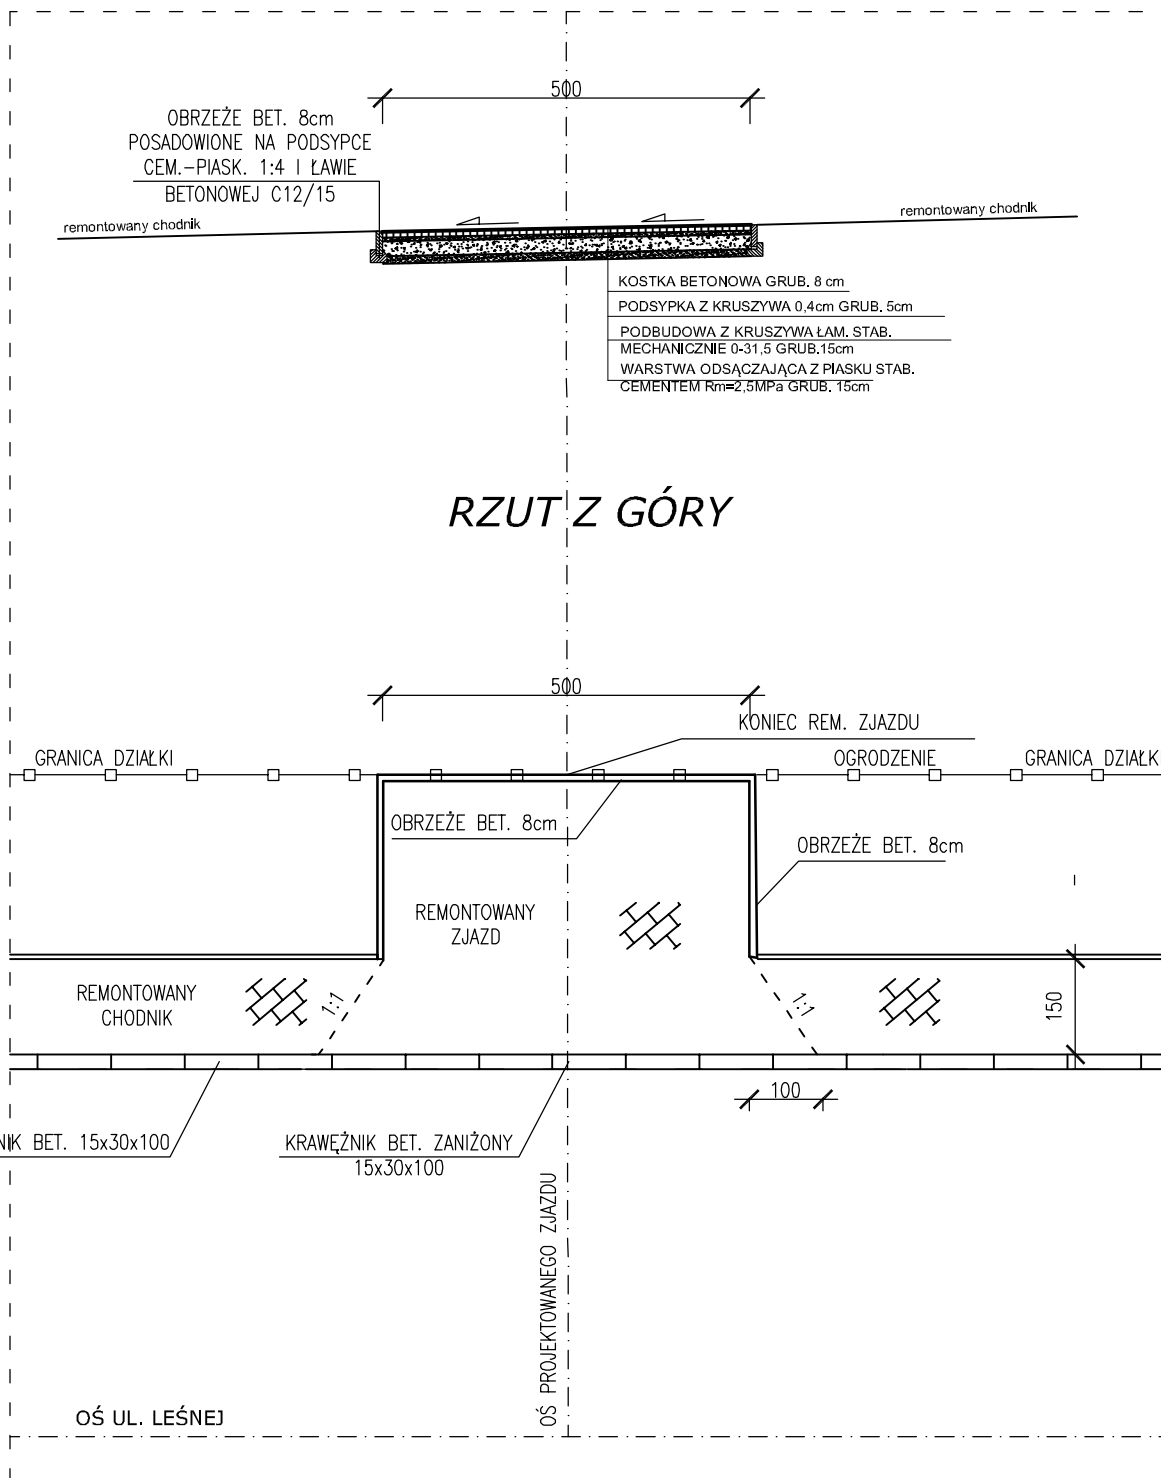 500
OBRZEŻE BET. 8cm
POSADOWIONE NA PODSYPCE
CEM.-PIASK. 1:4 I ŁAWIE
BETONOWEJ C12/15
remontowany chodnik
remontowany chodnik
KOSTKA BETONOWA GRUB. 8 cm
PODSYPKA Z KRUSZYWA 0,4cm GRUB. 5cm
PODBUDOWA Z KRUSZYWA ŁAM. STAB.
MECHANICZNIE 0-31,5 GRUB.15cm
WARSTWA ODSĄCZAJĄCA Z PIASKU STAB.
CEMENTEM Rm=2,5MPa GRUB. 15cm
RZUT Z GÓRY
500
KONIEC REM. ZJAZDU
GRANICA DZIAŁKI
OGRODZENIE
GRANICA DZIAŁK
OBRZEŻE BET. 8cm
OBRZEŻE BET. 8cm
REMONTOWANY
ZJAZD
REMONTOWANY
CHODNIK
1:1
1:1
150
100
NIK BET. 15x30x100
KRAWĘŻNIK BET. ZANIŻONY
15x30x100
OŚ PROJEKTOWANEGO ZJAZDU
OŚ UL. LEŚNEJ